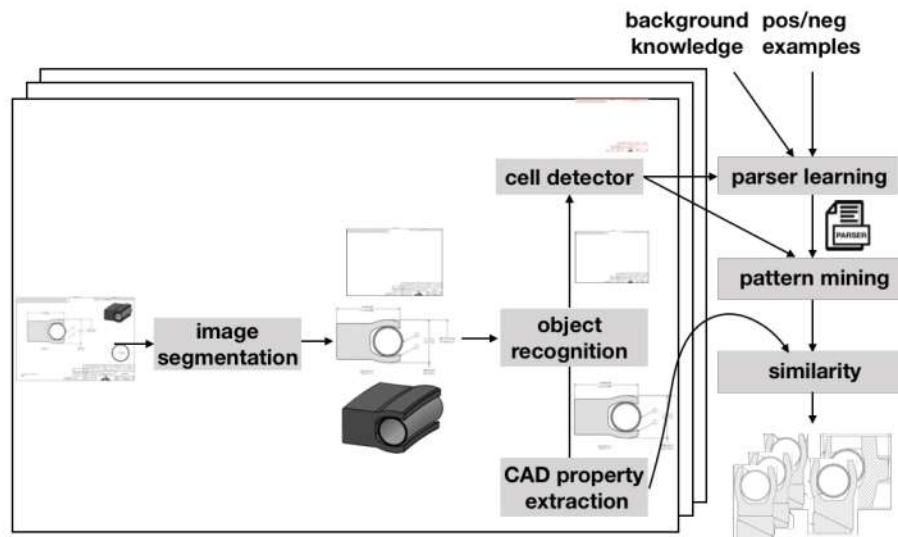 background pos/neg
knowledge examples
cell detector
parser learning
PARSER
pattern mining
image
segmentation
object
recognition
similarity
CAD property
extraction